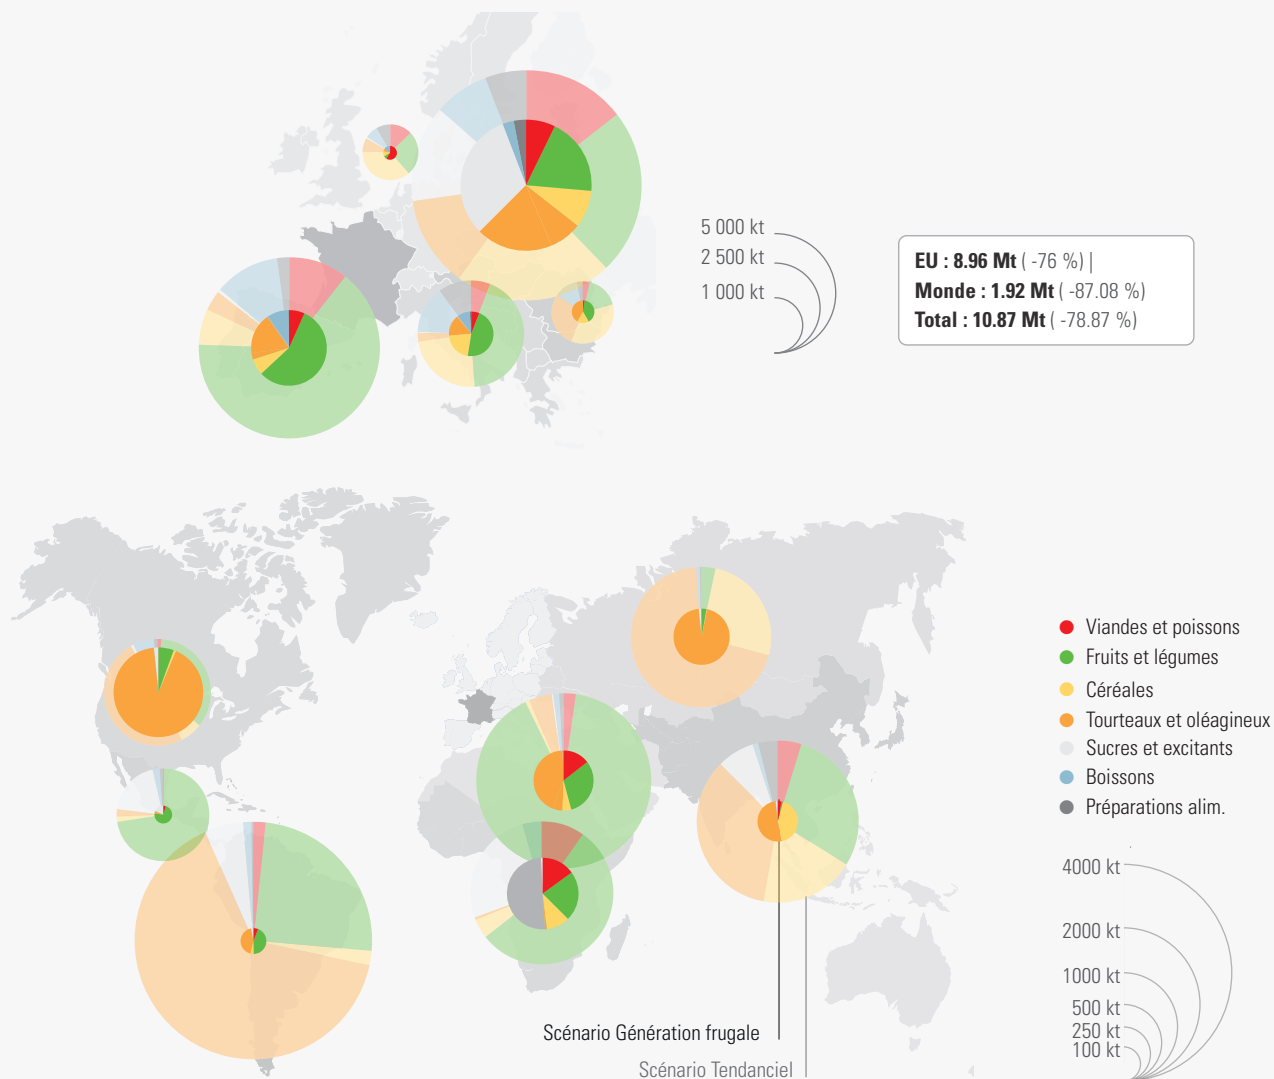 5 000 kt
2 500 kt
1 000 kt
EU : 8.96 Mt ( -76 %) |
Monde : 1.92 Mt ( -87.08 %)
Total : 10.87 Mt ( -78.87 %)
Viandes et poissons
Fruits et légumes
Céréales
Tourteaux et oléagineux
Sucres et excitants
Boissons
Préparations alim.
4000 kt
2000 kt
1000 kt
500 kt
250 kt
100 kt
Scénario Génération frugale
Scénario Tendanciel